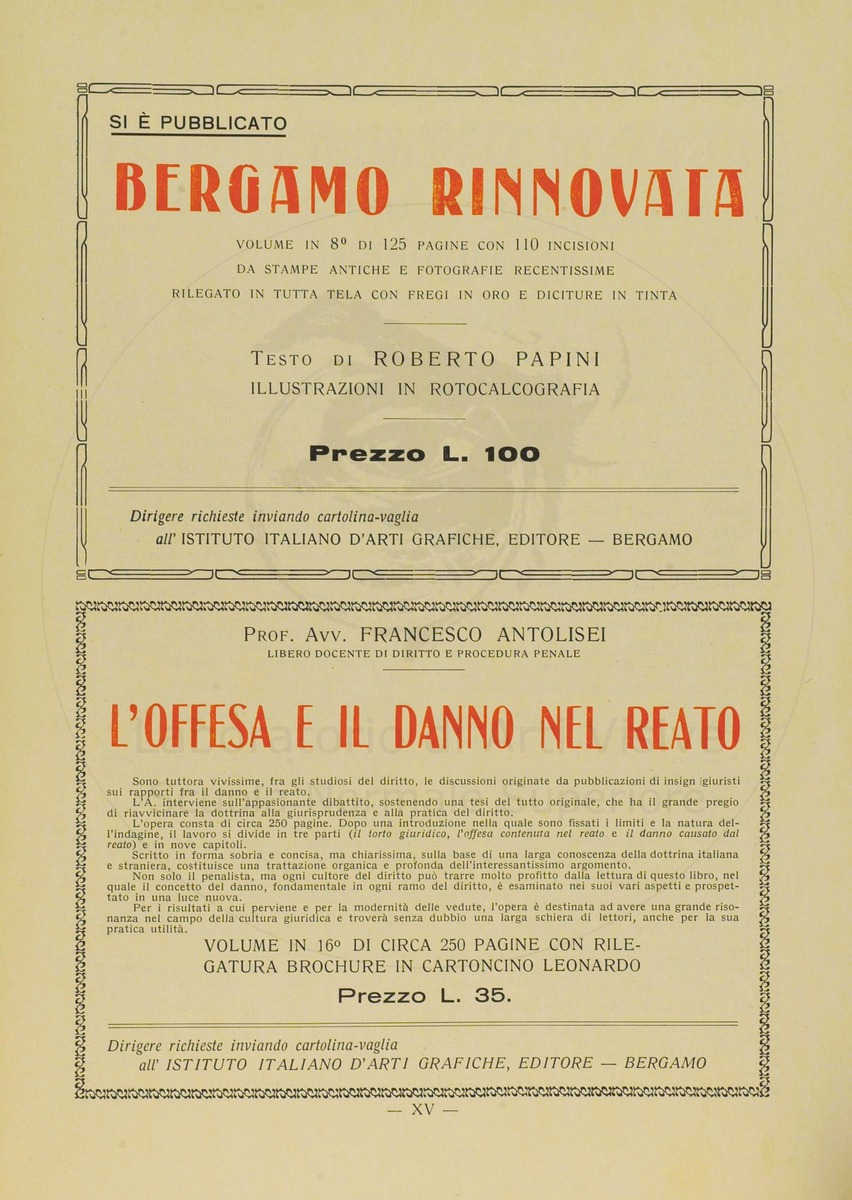 SI È PUBBLICATO
BERGAMO RINNOVATA
VOLUME IN 8º DI 125 PAGINE CON 110 INCISIONI
DA STAMPE ANTICHE E FOTOGRAFIE RECENTISSIME
RILEGATO IN TUTTA TELA CON FREGI IN ORO E DICITURE IN TINTA
TESTO DI ROBERTO PAPINI
ILLUSTRAZIONI IN ROTOCALCOGRAFIA
Prezzo L. 100
Dirigere richieste inviando cartolina-vaglia
all' ISTITUTO ITALIANO D'ARTI GRAFICHE, EDITORE — BERGAMO
PROF. AVV. FRANCESCO ANTOLISEI
LIBERO DOCENTE DI DIRITTO E PROCEDURA PENALE
L'OFFESA E IL DANNO NEL REATO
Sono tuttora vivissime, fra gli studiosi del diritto, le discussioni originate da pubblicazioni di insign giuristi
sui rapporti fra il danno e il reato.
L'A. interviene sull'appasionante dibattito, sostenendo una tesi del tutto originale, che ha il grande pregio
di riavvicinare la dottrina alla giurisprudenza e alla pratica del diritto.
L'opera consta di circa 250 pagine. Dopo una introduzione nella quale sono fissati i limiti e la natura del-
l'indagine, il lavoro si divide in tre parti (il torto giuridico, l'offesa contenuta nel reato e il danno causato dal
reato) e in nove capitoli.
Scritto in forma sobria e concisa, ma chiarissima, sulla base di una larga conoscenza della dottrina italiana
e straniera, costituisce una trattazione organica e profonda dell'interessantissimo argomento.
Non solo il penalista, ma ogni cultore del diritto può trarre molto profitto dalla lettura di questo libro, nel
quale il concetto del danno, fondamentale in ogni ramo del diritto, è esaminato nei suoi vari aspetti e prospet-
tato in una luce nuova.
Per i risultati a cui perviene e per la modernità delle vedute, l'opera è destinata ad avere una grande riso-
nanza nel campo della cultura giuridica e troverà senza dubbio una larga schiera di lettori, anche per la sua
pratica utilità.
VOLUME IN 16º DI CIRCA 250 PAGINE CON RILE-
GATURA BROCHURE IN CARTONCINO LEONARDO
Prezzo L. 35.
Dirigere richieste inviando cartolina-vaglia
all' ISTITUTO ITALIANO D'ARTI GRAFICHE, EDITORE — BERGAMO
— XV —